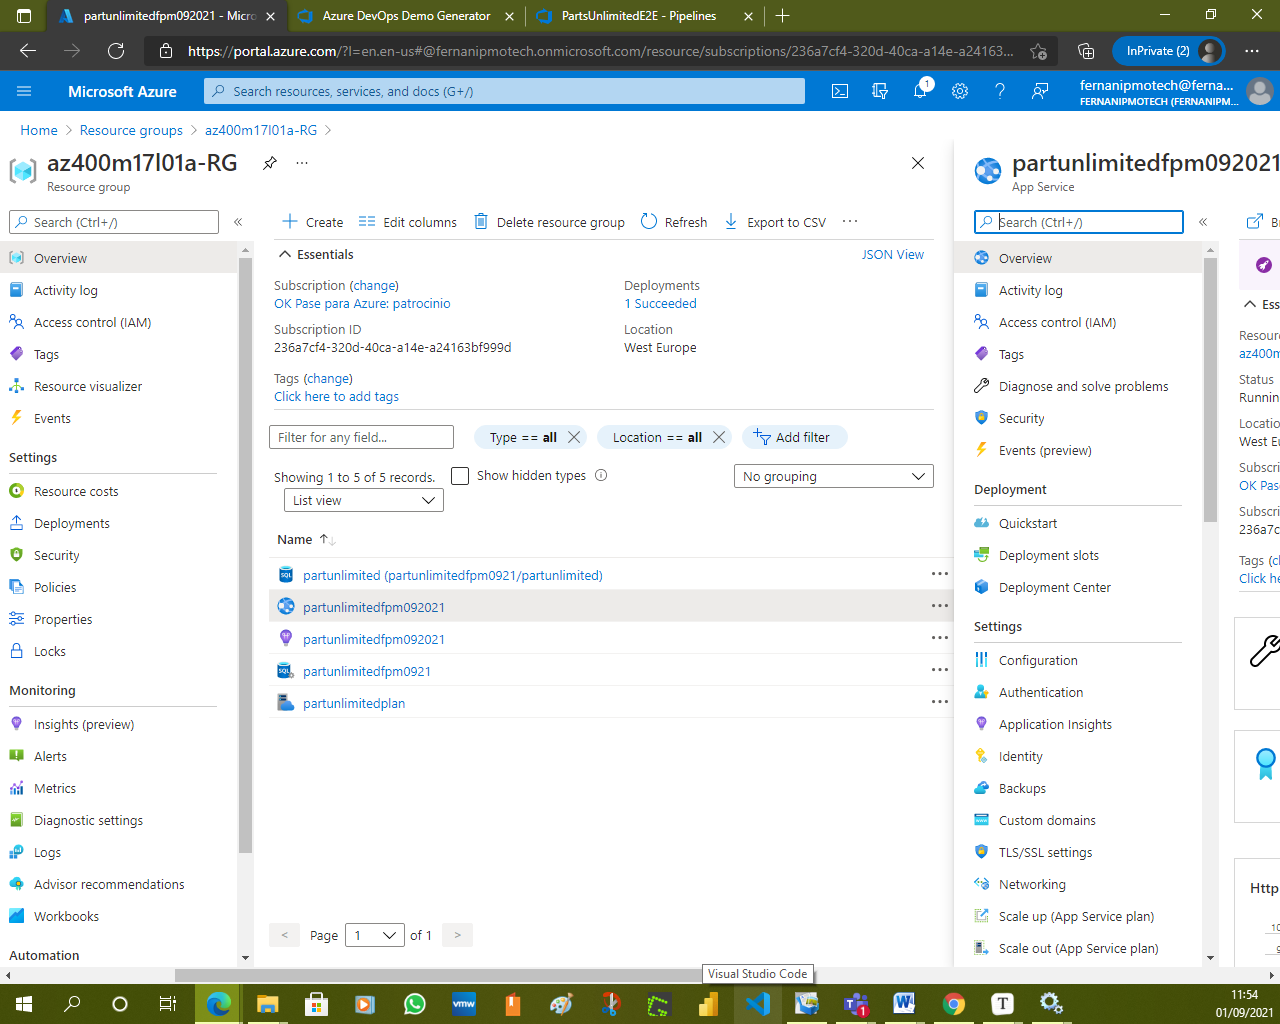 partunlimitedfpm092021 - Micro
Azure DevOps Demo Generator
PartsUnlimitedE2E - Pipelines
https://portal.azure.com/?l=en.en-us#@fernanipmotech.onmicrosoft.com/resource/subscriptions/236a7cf4-320d-40ca-a14e-a24163...
InPrivate (2)
Microsoft Azure
Search resources, services, and docs (G+/)
1
fernanipmotech@ferna...
FERNANIPMOTECH (FERNANIPM...
Home > Resource groups > az400m17l01a-RG >
az400m17l01a-RG
Resource group
Search (Ctrl+/)
Overview
Activity log
Access control (IAM)
Tags
Resource visualizer
Events
Settings
Resource costs
Deployments
Security
Policies
Properties
Locks
Monitoring
Insights (preview)
Alerts
Metrics
Diagnostic settings
Logs
Advisor recommendations
Workbooks
Automation
Create
Edit columns
Delete resource group
Refresh
Export to CSV
Essentials
JSON View
Subscription (change)
OK Pase para Azure: patrocinio
Subscription ID
236a7cf4-320d-40ca-a14e-a24163bf999d
Tags (change)
Click here to add tags
Deployments
1 Succeeded
Location
West Europe
Filter for any field...
Type == all
Location == all
Add filter
Showing 1 to 5 of 5 records.
Show hidden types
No grouping
List view
Name
partunlimited (partunlimitedfpm0921/partunlimited)
partunlimitedfpm092021
partunlimitedfpm092021
partunlimitedfpm0921
partunlimitedplan
< Page 1 of 1 >
partunlimitedfpm092021
App Service
Search (Ctrl+/)
Overview
Activity log
Access control (IAM)
Tags
Diagnose and solve problems
Security
Events (preview)
Deployment
Quickstart
Deployment slots
Deployment Center
Settings
Configuration
Authentication
Application Insights
Identity
Backups
Custom domains
TLS/SSL settings
Networking
Scale up (App Service plan)
Scale out (App Service plan)
Ess
Resour
az400m
Status
Runnin
Locatio
West E
Subscri
OK Pase
Subscri
236a7c
Tags (c
Click he
Http
10
Visual Studio Code
11:54
01/09/2021